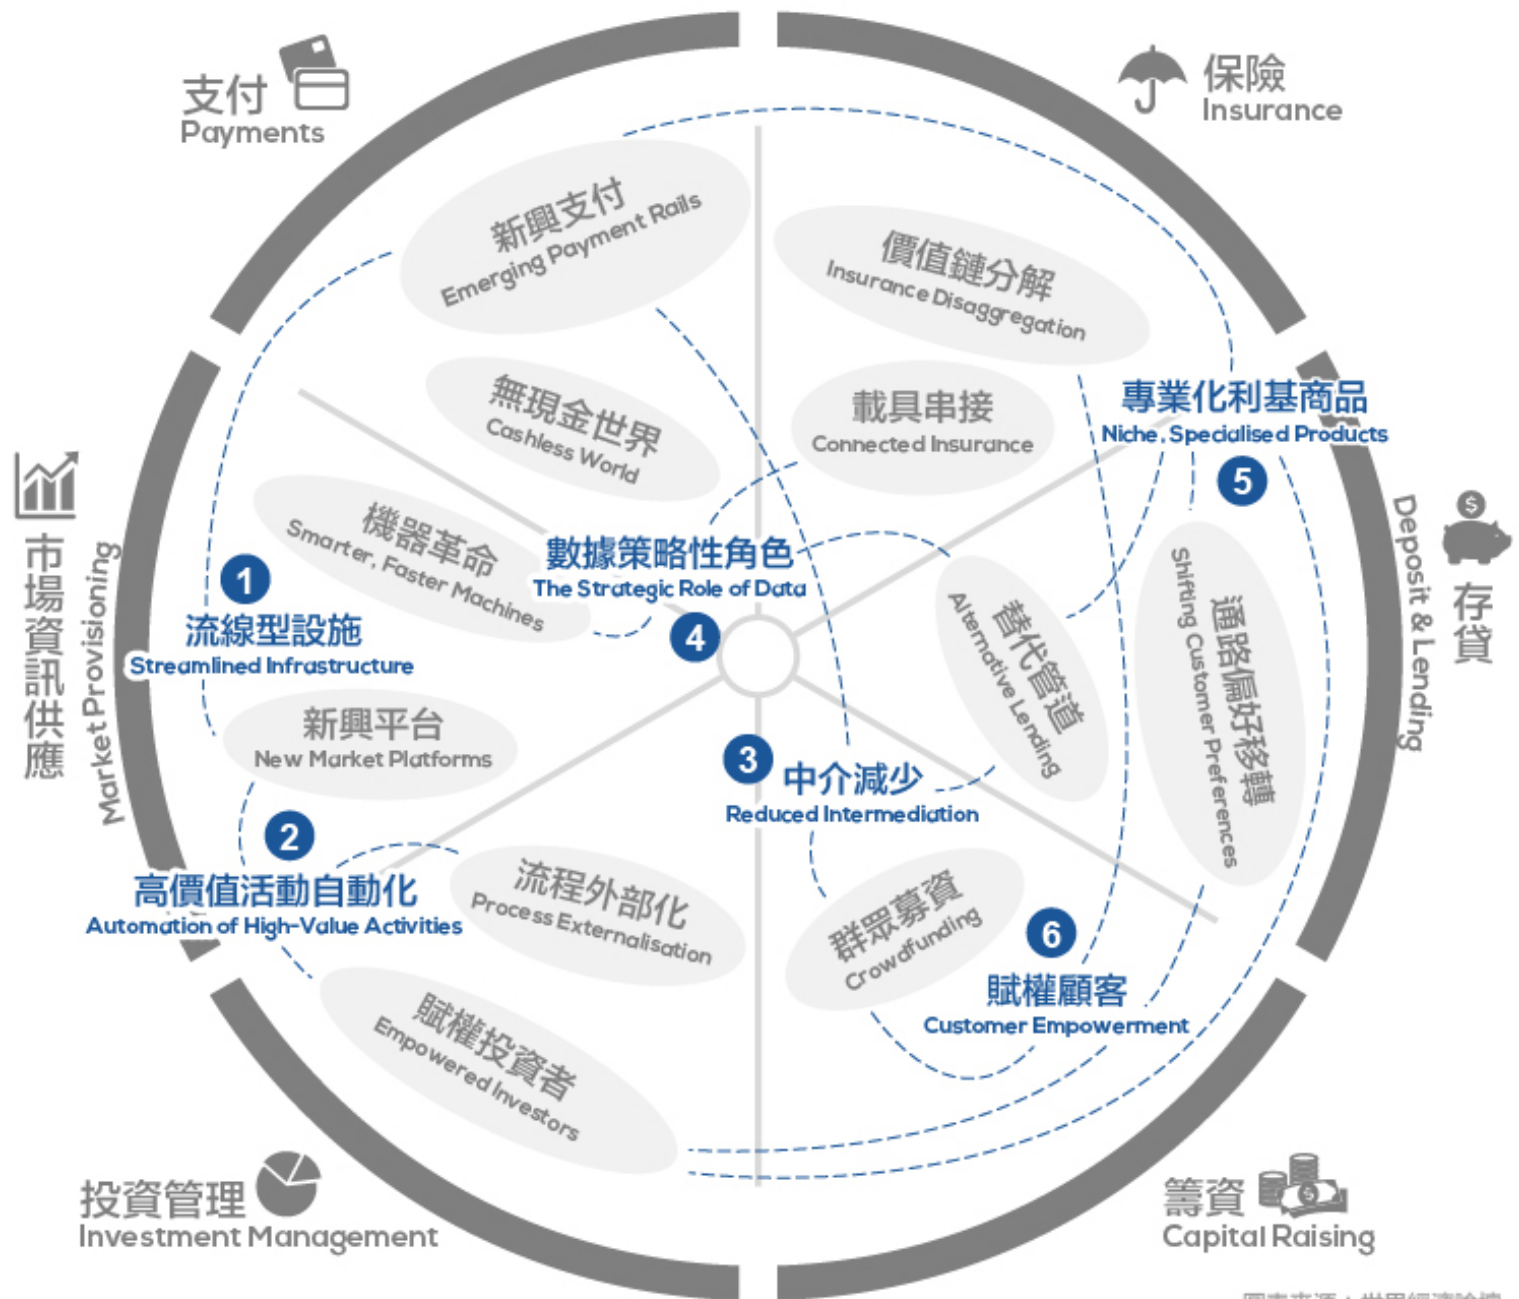 支付
Payments
保險
Insurance
新興支付
Emerging Payment Rails
價值鏈分解
Insurance Disaggregation
無現金世界
Cashless World
載具串接
Connected Insurance
專業化利基商品
Niche, Specialised Products
5
機器革命
Smarter, Faster Machines
數據策略性角色
The Strategic Role of Data
4
1
流線型設施
Streamlined Infrastructure
市場資訊供應
Market Provisioning
存貸
Deposit & Lending
替代管道
Alternative Lending
通路偏好移轉
Shifting Customer Preferences
新興平台
New Market Platforms
3
中介減少
Reduced Intermediation
2
高價值活動自動化
Automation of High-Value Activities
流程外部化
Process Externalisation
群眾募資
Crowdfunding
6
賦權顧客
Customer Empowerment
賦權投資者
Empowered Investors
投資管理
Investment Management
籌資
Capital Raising